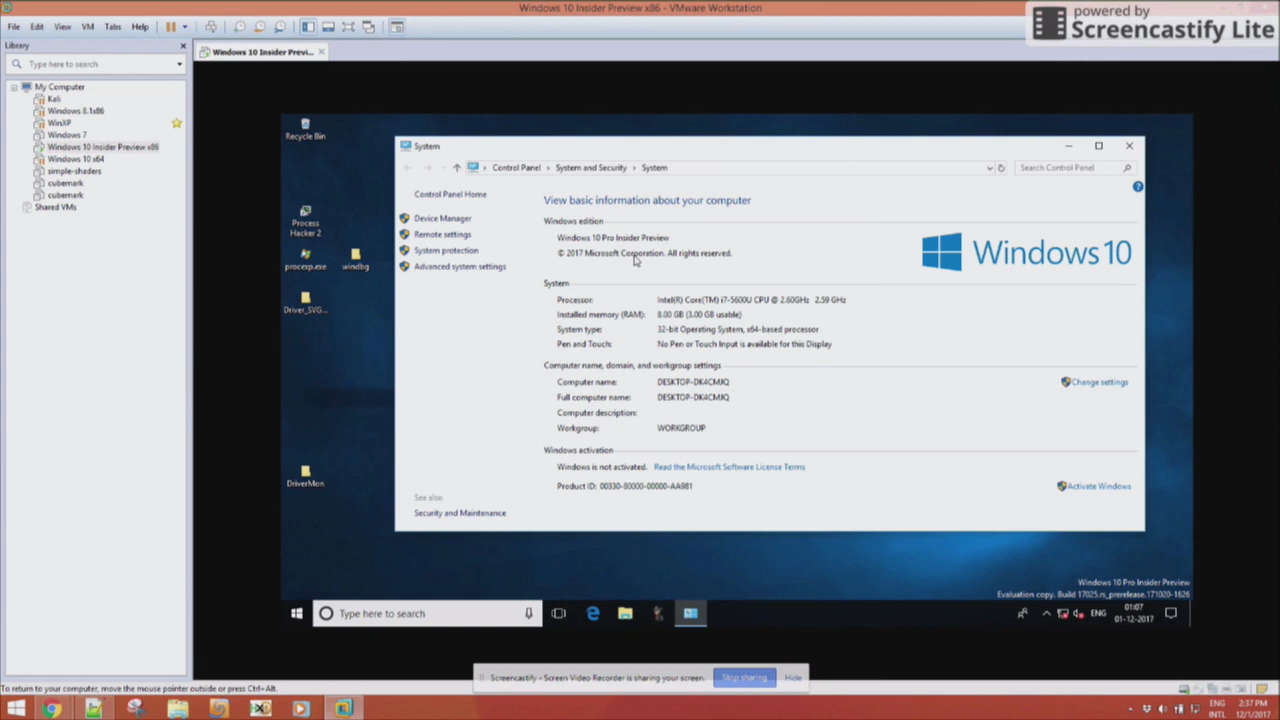 Windows 10 Insider Preview x86 - VMware Workstation
powered by
Screencastify Lite
File Edit View VM Tabs Help
Library
Type here to search
My Computer
Kali
Windows 8.1x86
WinXP
Windows 7
Windows 10 Insider Preview x86
Windows 10 x64
simple-shaders
cubemark
cubemark
Shared VMs
Windows 10 Insider Previ...
Recycle Bin
Process
Hacker 2
procexp.exe
windbg
Driver_SVG...
DriverMon
System
Control Panel › System and Security › System
Search Control Panel
Control Panel Home
Device Manager
Remote settings
System protection
Advanced system settings
See also
Security and Maintenance
View basic information about your computer
Windows edition
Windows 10 Pro Insider Preview
© 2017 Microsoft Corporation. All rights reserved.
Windows 10
System
Processor: Intel(R) Core(TM) i7-5600U CPU @ 2.60GHz 2.59 GHz
Installed memory (RAM): 8.00 GB (3.00 GB usable)
System type: 32-bit Operating System, x64-based processor
Pen and Touch: No Pen or Touch Input is available for this Display
Computer name, domain, and workgroup settings
Computer name: DESKTOP-DK4CMJQ
Change settings
Full computer name: DESKTOP-DK4CMJQ
Computer description:
Workgroup: WORKGROUP
Windows activation
Windows is not activated. Read the Microsoft Software License Terms
Product ID: 00330-80000-00000-AA981
Activate Windows
Windows 10 Pro Insider Preview
Evaluation copy. Build 17025.rs_prerelease.171020-1626
Type here to search
ENG
01:07
01-12-2017
Screencastify - Screen Video Recorder is sharing your screen.
Stop sharing
Hide
To return to your computer, move the mouse pointer outside or press Ctrl+Alt.
ENG
INTL
2:37 PM
12/1/2017